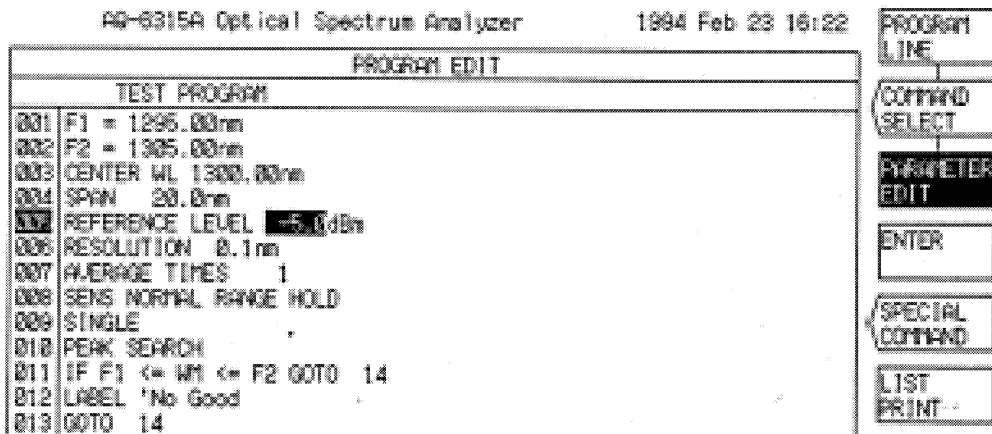 AQ-6315A Optical Spectrum Analyzer 1994 Feb 23 16:22
PROGRAM EDIT
TEST PROGRAM
001 F1 = 1295.00nm
002 F2 = 1305.00nm
003 CENTER WL 1300.00nm
004 SPAN 20.0nm
REFERENCE LEVEL -5.0dBm
006 RESOLUTION 0.1nm
007 AVERAGE TIMES 1
008 SENS NORMAL RANGE HOLD
009 SINGLE
010 PEAK SEARCH
011 IF F1 <= WM <= F2 GOTO 14
012 LABEL 'No Good
013 GOTO 14
PROGRAM
LINE
COMMAND
SELECT
PARAMETER
EDIT
ENTER
SPECIAL
COMMAND
LIST
PRINT